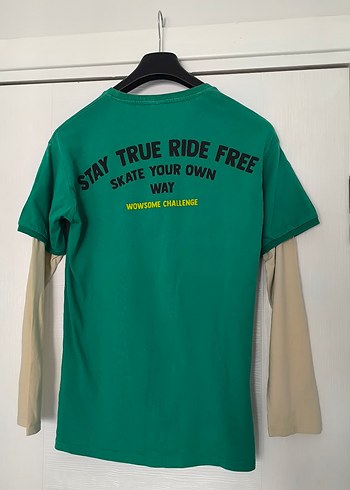 STAY TRUE RIDE FREE
SKATE YOUR OWN
WAY
WOWSOME CHALLENGE